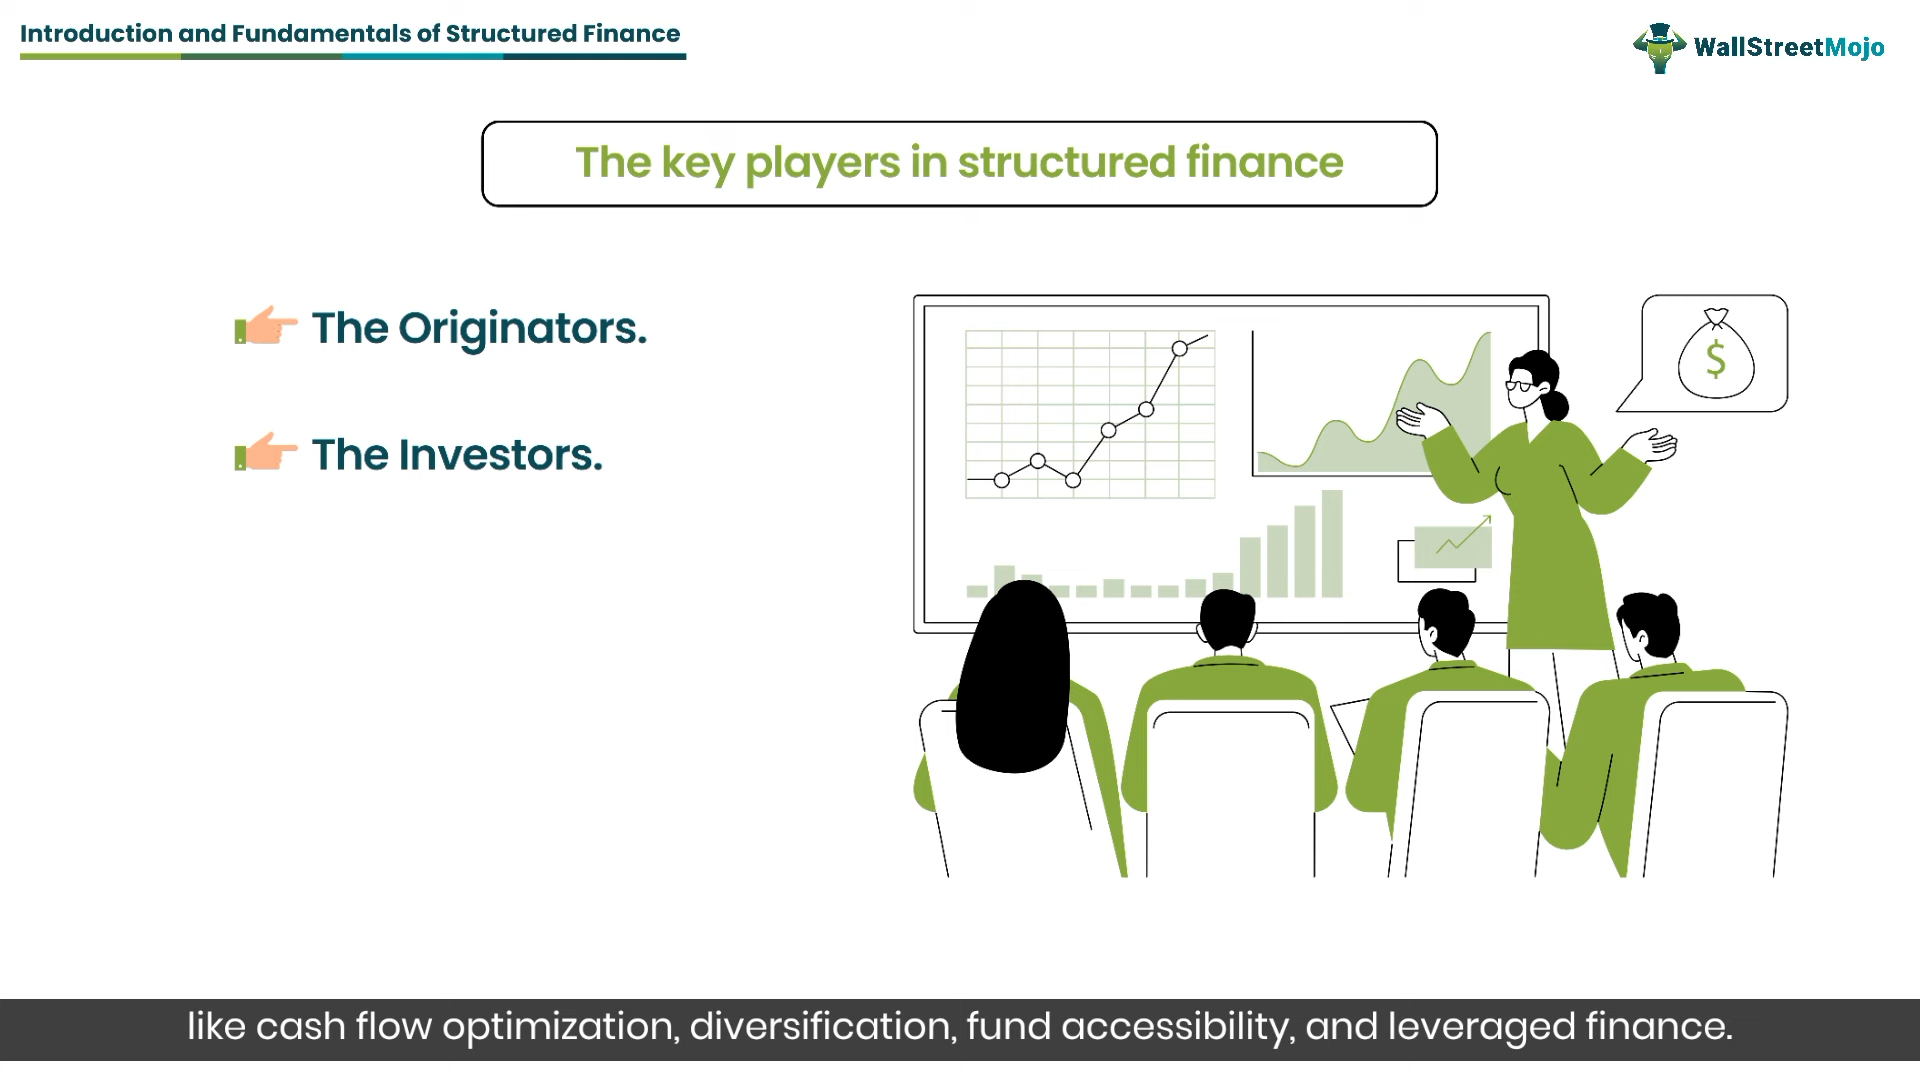 Introduction and Fundamentals of Structured Finance
WallStreetMojo
The key players in structured finance
The Originators.
The Investors.
$
like cash flow optimization, diversification, fund accessibility, and leveraged finance.